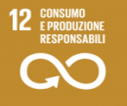 12 CONSUMO
E PRODUZIONE
RESPONSABILI